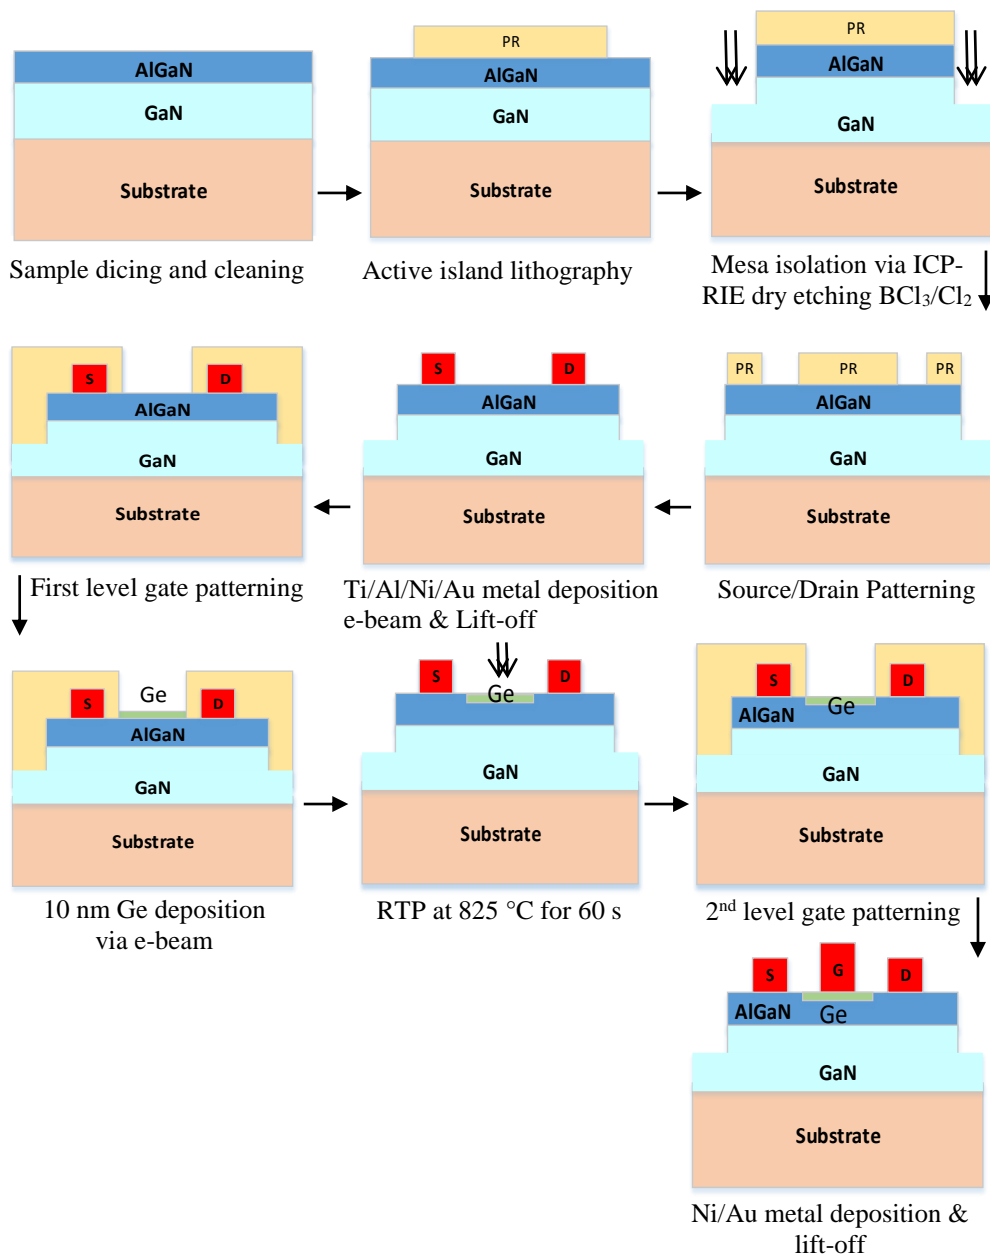 AlGaN
GaN
Substrate
Sample dicing and cleaning
PR
AlGaN
GaN
Substrate
Active island lithography
PR
AlGaN
GaN
Substrate
Mesa isolation via ICP-
RIE dry etching BCl₃/Cl₂
PR PR PR
AlGaN
GaN
Substrate
Source/Drain Patterning
S D
AlGaN
GaN
Substrate
Ti/Al/Ni/Au metal deposition
e-beam & Lift-off
S D
AlGaN
GaN
Substrate
First level gate patterning
Ge
S D
AlGaN
GaN
Substrate
10 nm Ge deposition
via e-beam
S D
Ge
GaN
Substrate
RTP at 825 °C for 60 s
S D
AlGaN Ge
GaN
Substrate
2nd level gate patterning
S G D
AlGaN Ge
GaN
Substrate
Ni/Au metal deposition &
lift-off